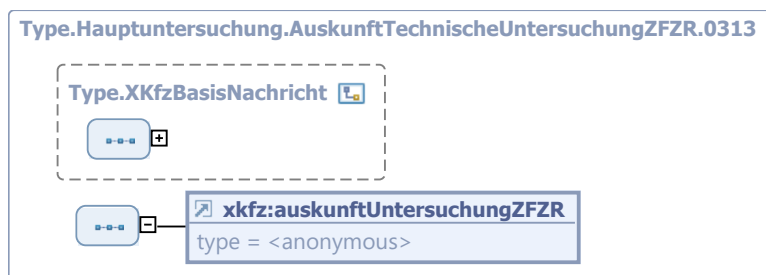 Type.Hauptuntersuchung.AuskunftTechnischeUntersuchungZFZR.0313
Type.XKfzBasisNachricht
xkfz:auskunftUntersuchungZFZR
type = <anonymous>